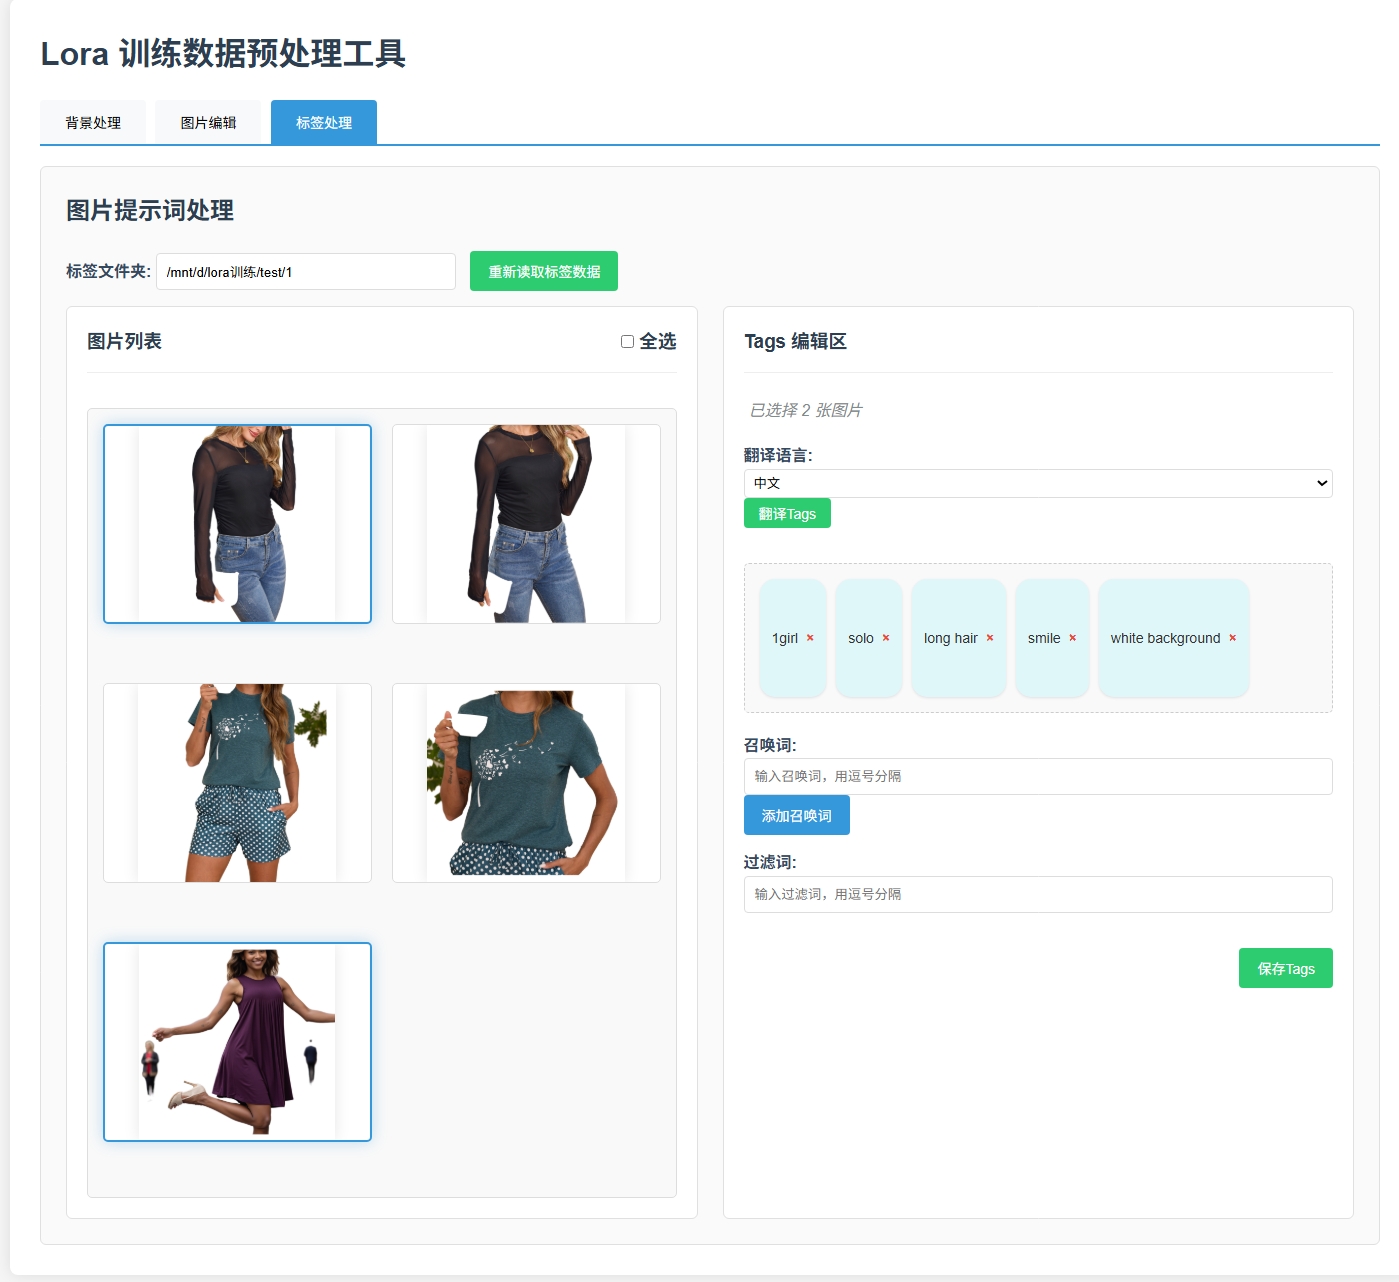 Lora 训练数据预处理工具
背景处理 图片编辑 标签处理
图片提示词处理
标签文件夹: /mnt/d/lora训练/test/1 重新读取标签数据
图片列表 全选
Tags 编辑区
已选择 2 张图片
翻译语言:
中文
翻译Tags
1girl × solo × long hair × smile × white background ×
召唤词:
输入召唤词，用逗号分隔
添加召唤词
过滤词:
输入过滤词，用逗号分隔
保存Tags